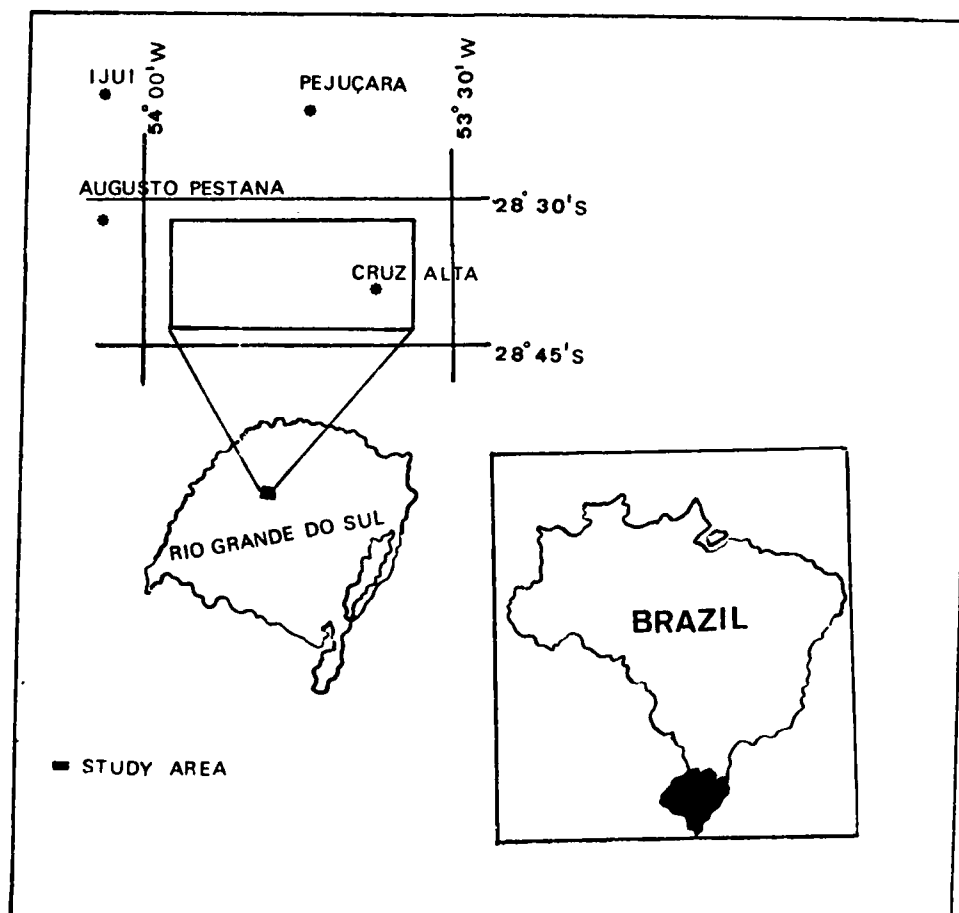 IJUI
54° 00' W
PEJUÇARA
53° 30' W
AUGUSTO PESTANA
28° 30'S
CRUZ ALTA
28° 45'S
RIO GRANDE DO SUL
BRAZIL
STUDY AREA